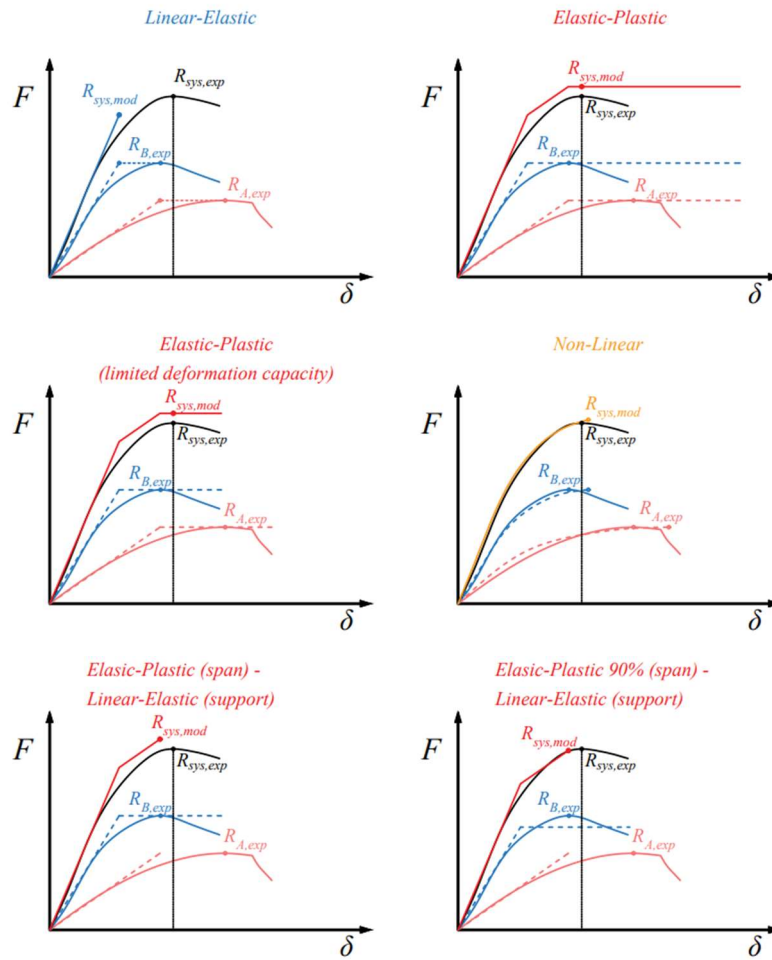 Linear-Elastic
F
R_sys,mod
R_sys,exp
R_B,exp
R_A,exp
δ
Elastic-Plastic
F
R_sys,mod
R_sys,exp
R_B,exp
R_A,exp
δ
Elastic-Plastic
(limited deformation capacity)
F
R_sys,mod
R_sys,exp
R_B,exp
R_A,exp
δ
Non-Linear
F
R_sys,mod
R_sys,exp
R_B,exp
R_A,exp
δ
Elasic-Plastic (span) -
Linear-Elastic (support)
F
R_sys,mod
R_sys,exp
R_B,exp
R_A,exp
δ
Elasic-Plastic 90% (span) -
Linear-Elastic (support)
F
R_sys,mod
R_sys,exp
R_B,exp
R_A,exp
δ